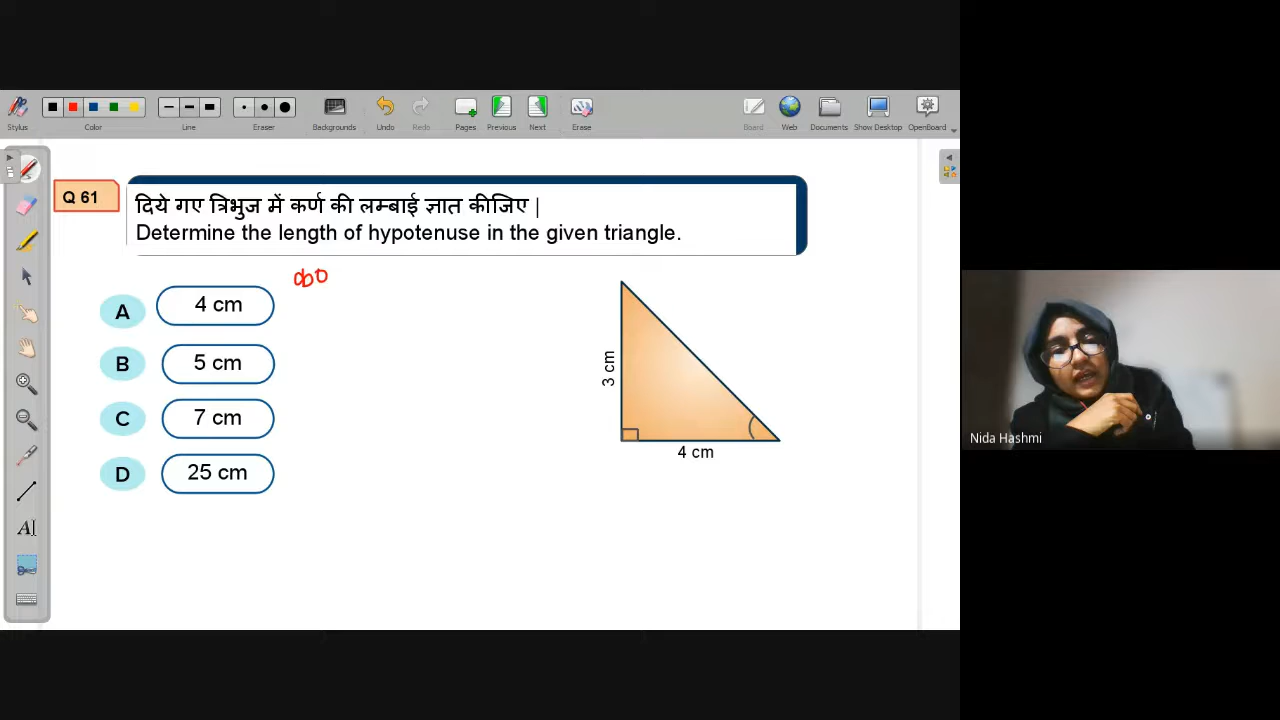 Stylus
Color
Line
Eraser
Backgrounds
Undo
Redo
Pages
Previous
Next
Erase
Board
Web
Documents
Show Desktop
OpenBoard
Q 61
दिये गए त्रिभुज में कर्ण की लम्बाई ज्ञात कीजिए |
Determine the length of hypotenuse in the given triangle.
A 4 cm
B 5 cm
C 7 cm
D 25 cm
3 cm
4 cm
Nida Hashmi